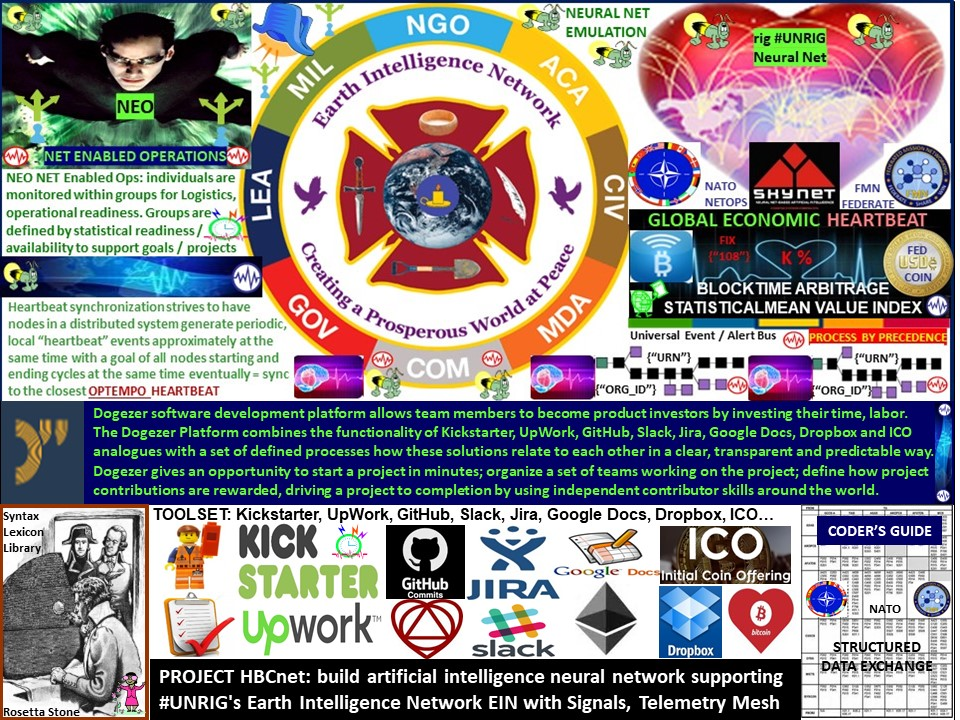 NEO
NET ENABLED OPERATIONS
NEO NET Enabled Ops: individuals are
monitored within groups for Logistics,
operational readiness. Groups are
defined by statistical readiness/
availability to support goals / projects
Heartbeat synchronization strives to have
nodes in a distributed system generate periodic,
local “heartbeat” events approximately at the
same time with a goal of all nodes starting and
ending cycles at the same time eventually = sync
to the closest OPTEMPO HEARTBEAT
NGO
ACA
CIV
MDA
COM
GOV
LEA
MIL
Earth Intelligence Network
Creating a Prosperous World at Peace
NEURAL NET
EMULATION
rig #UNRIG
Neural Net
NATO
NETOPS
SKYNET
NEURAL NET-BASED ARTIFICIAL INTELLIGENCE
FMN
FEDERATE
FMN
GLOBAL ECONOMIC HEARTBEAT
FIX
{“108”}
K %
FED
USD¢
COIN
BLOCKTIME ARBITRAGE
STATISTICALMEAN VALUE INDEX
Universal Event / Alert Bus
PROCESS BY PRECEDENCE
{“URN”}
{“ORG_ID”}
{“URN”}
{“ORG_ID”}
Dogezer software development platform allows team members to become product investors by investing their time, labor.
The Dogezer Platform combines the functionality of Kickstarter, UpWork, GitHub, Slack, Jira, Google Docs, Dropbox and ICO
analogues with a set of defined processes how these solutions relate to each other in a clear, transparent and predictable way.
Dogezer gives an opportunity to start a project in minutes; organize a set of teams working on the project; define how project
contributions are rewarded, driving a project to completion by using independent contributor skills around the world.
Syntax
Lexicon
Library
Rosetta Stone
TOOLSET: Kickstarter, UpWork, GitHub, Slack, Jira, Google Docs, Dropbox, ICO…
KICK
STARTER
GitHub
Commits
JIRA
Google Docs
ICO
Initial Coin Offering
upwork™
slack
Dropbox
bitcoin
CODER’S GUIDE
NATO
STRUCTURED
DATA EXCHANGE
PROJECT HBCnet: build artificial intelligence neural network supporting
#UNRIG's Earth Intelligence Network EIN with Signals, Telemetry Mesh